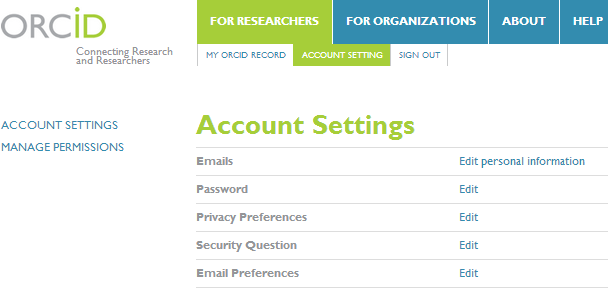 ORCID
Connecting Research
and Researchers
FOR RESEARCHERS FOR ORGANIZATIONS ABOUT HELP
MY ORCID RECORD ACCOUNT SETTING SIGN OUT
ACCOUNT SETTINGS
MANAGE PERMISSIONS
Account Settings
Emails Edit personal information
Password Edit
Privacy Preferences Edit
Security Question Edit
Email Preferences Edit